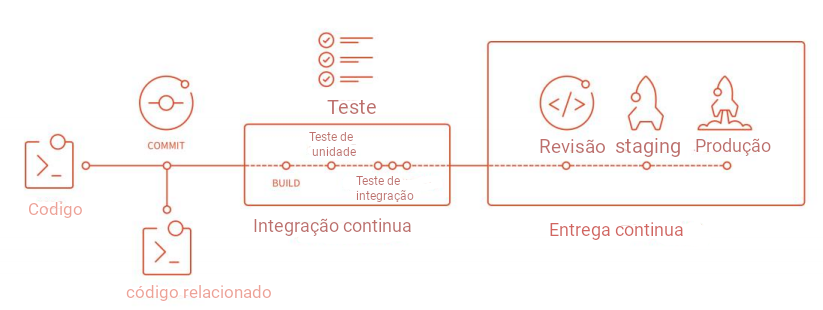 Teste
COMMIT
Teste de
unidade
Revisão
staging
Produção
BUILD
Teste de
integração
Codigo
Integração continua
Entrega continua
código relacionado